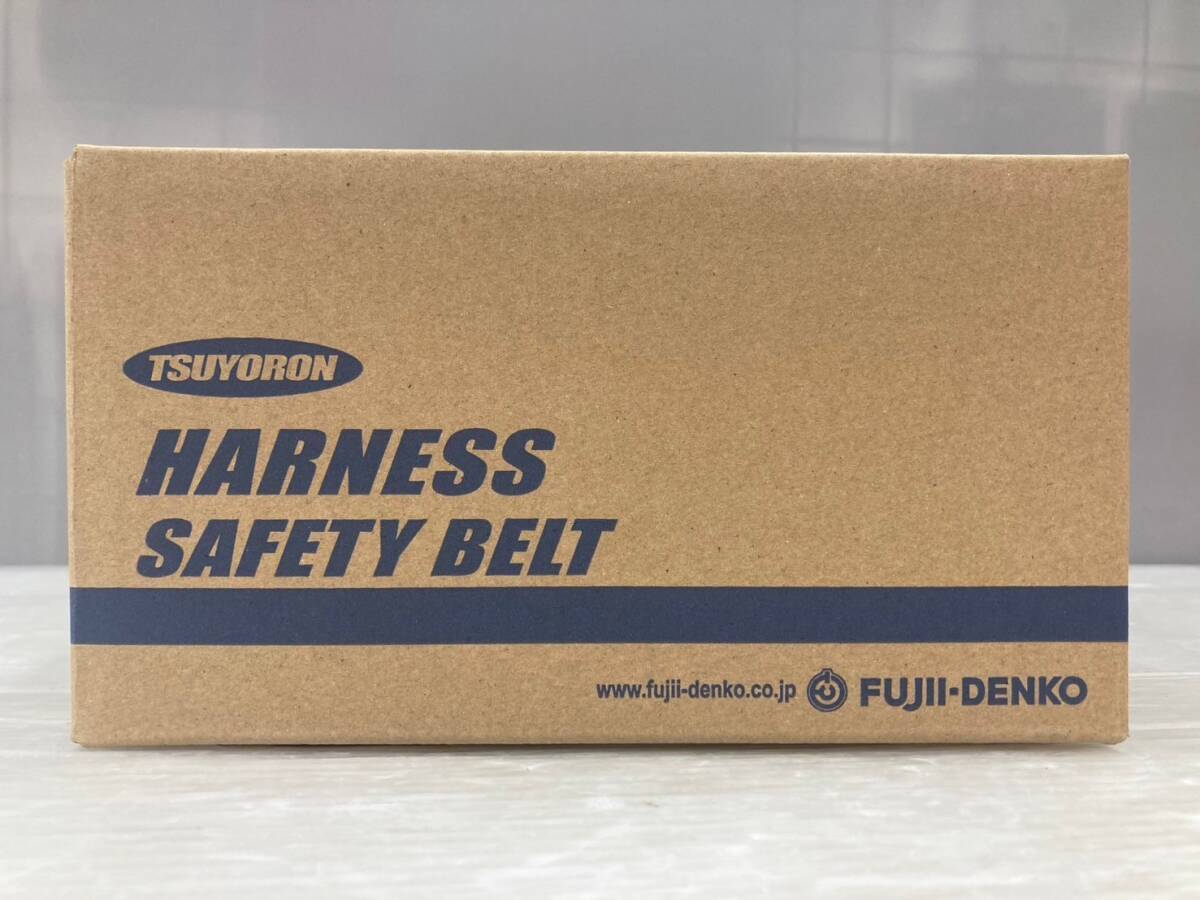 TSUYORON
HARNESS
SAFETY BELT
www.fujii-denko.co.jp FUJII-DENKO